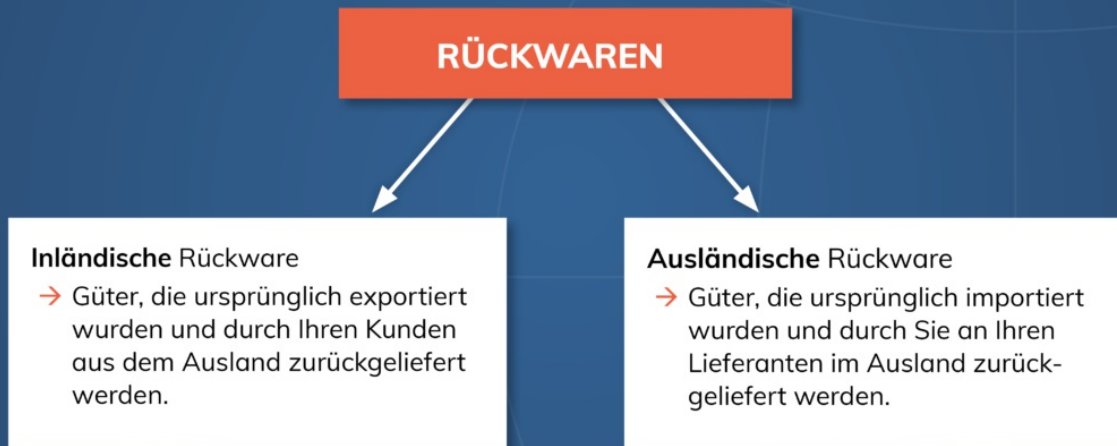 RÜCKWAREN
Inländische Rückware
→ Güter, die ursprünglich exportiert
wurden und durch Ihren Kunden
aus dem Ausland zurückgeliefert
werden.
Ausländische Rückware
→ Güter, die ursprünglich importiert
wurden und durch Sie an Ihren
Lieferanten im Ausland zurück-
geliefert werden.